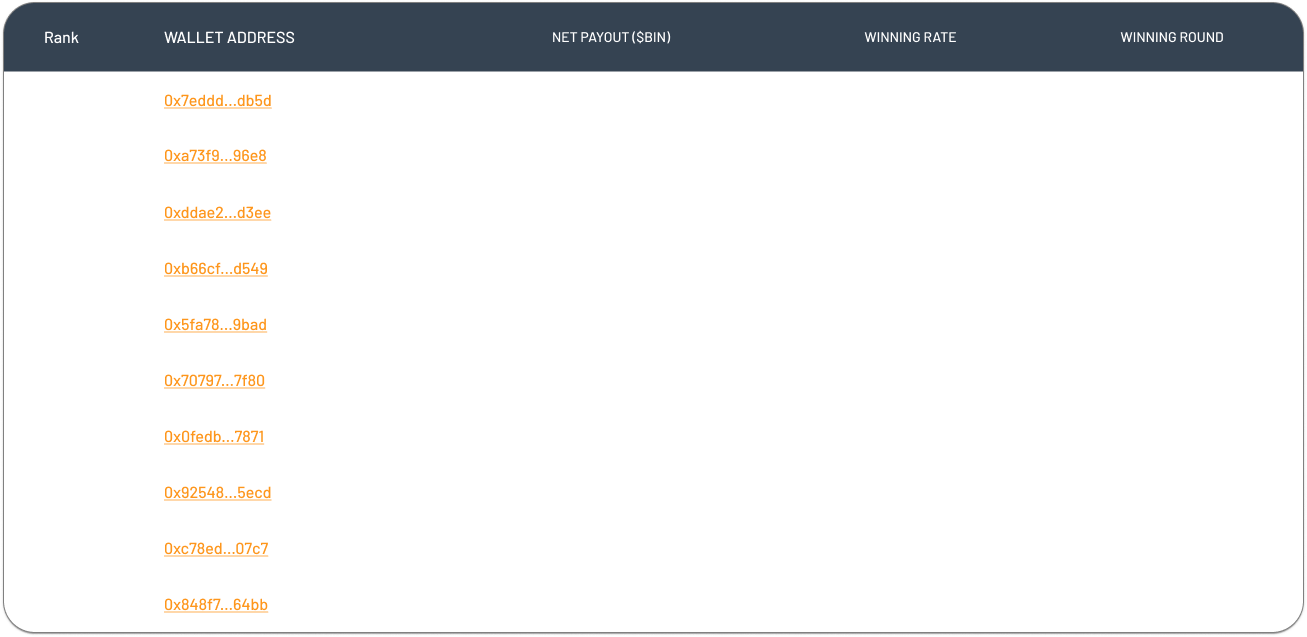 Rank WALLET ADDRESS NET PAYOUT ($BIN) WINNING RATE WINNING ROUND
0x7eddd...db5d
0xa73f9...96e8
0xddae2...d3ee
0xb66cf...d549
0x5fa78...9bad
0x70797...7f80
0x0fedb...7871
0x92548...5ecd
0xc78ed...07c7
0x848f7...64bb